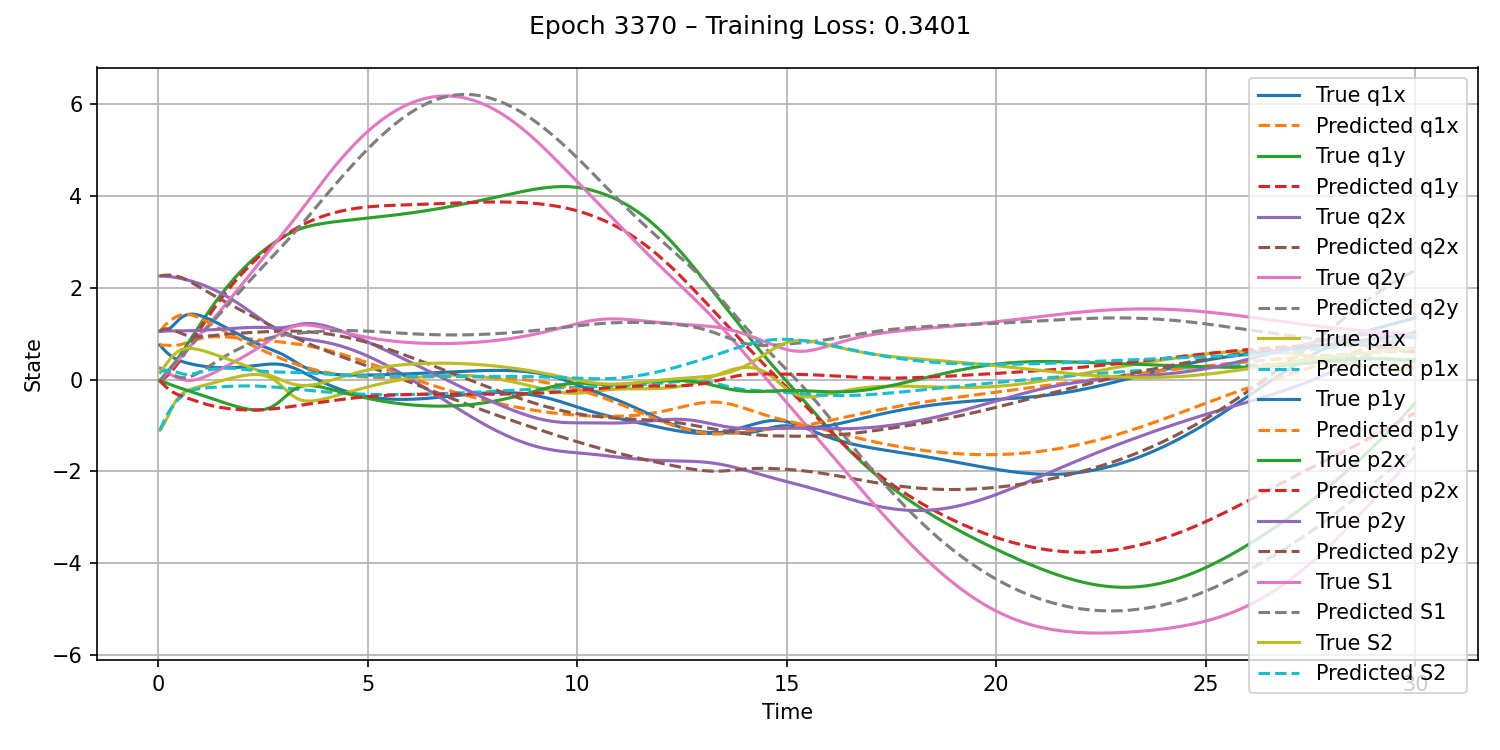 Epoch 3370 – Training Loss: 0.3401
6
4
2
0
−2
−4
−6
State
0
5
10
15
20
25
30
Time
True q1x
Predicted q1x
True q1y
Predicted q1y
True q2x
Predicted q2x
True q2y
Predicted q2y
True p1x
Predicted p1x
True p1y
Predicted p1y
True p2x
Predicted p2x
True p2y
Predicted p2y
True S1
Predicted S1
True S2
Predicted S2